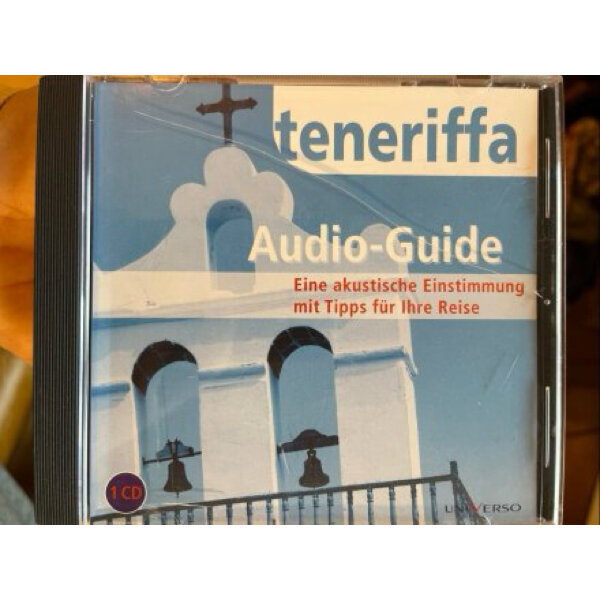 teneriffa
Audio-Guide
Eine akustische Einstimmung
mit Tipps für Ihre Reise
1 CD
UNIVERSO